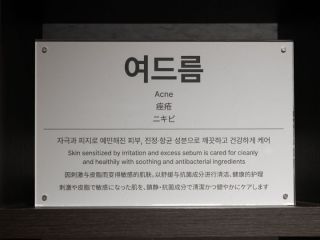 여드름
Acne
痤疮
ニキビ
자극과 피지로 예민해진 피부, 진정·항균 성분으로 깨끗하고 건강하게 케어
Skin sensitized by irritation and excess sebum is cared for cleanly
and healthily with soothing and antibacterial ingredients
因刺激与皮脂而变得敏感的肌肤,以舒缓与抗菌成分进行清洁、健康的护理
刺激や皮脂で敏感になった肌を、鎮静・抗菌成分で清潔かつ健やかにケアします